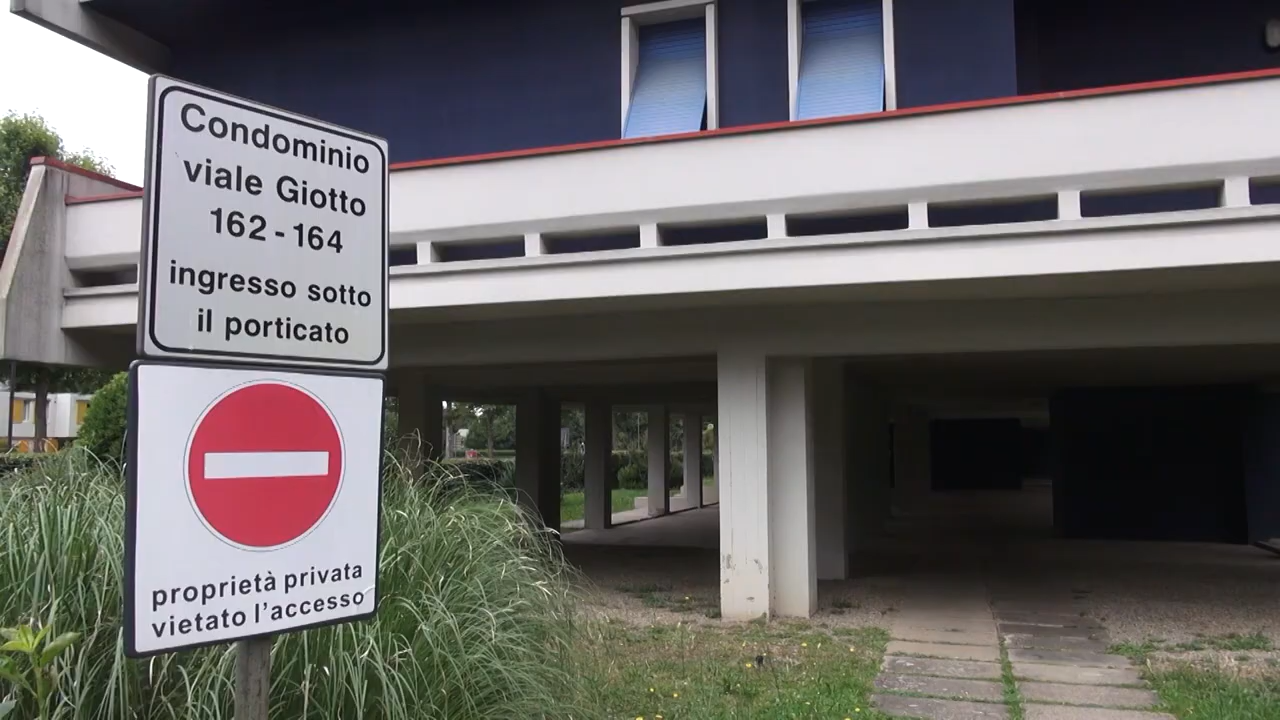 Condominio
viale Giotto
162 - 164
ingresso sotto
il porticato
proprietà privata
vietato l'accesso